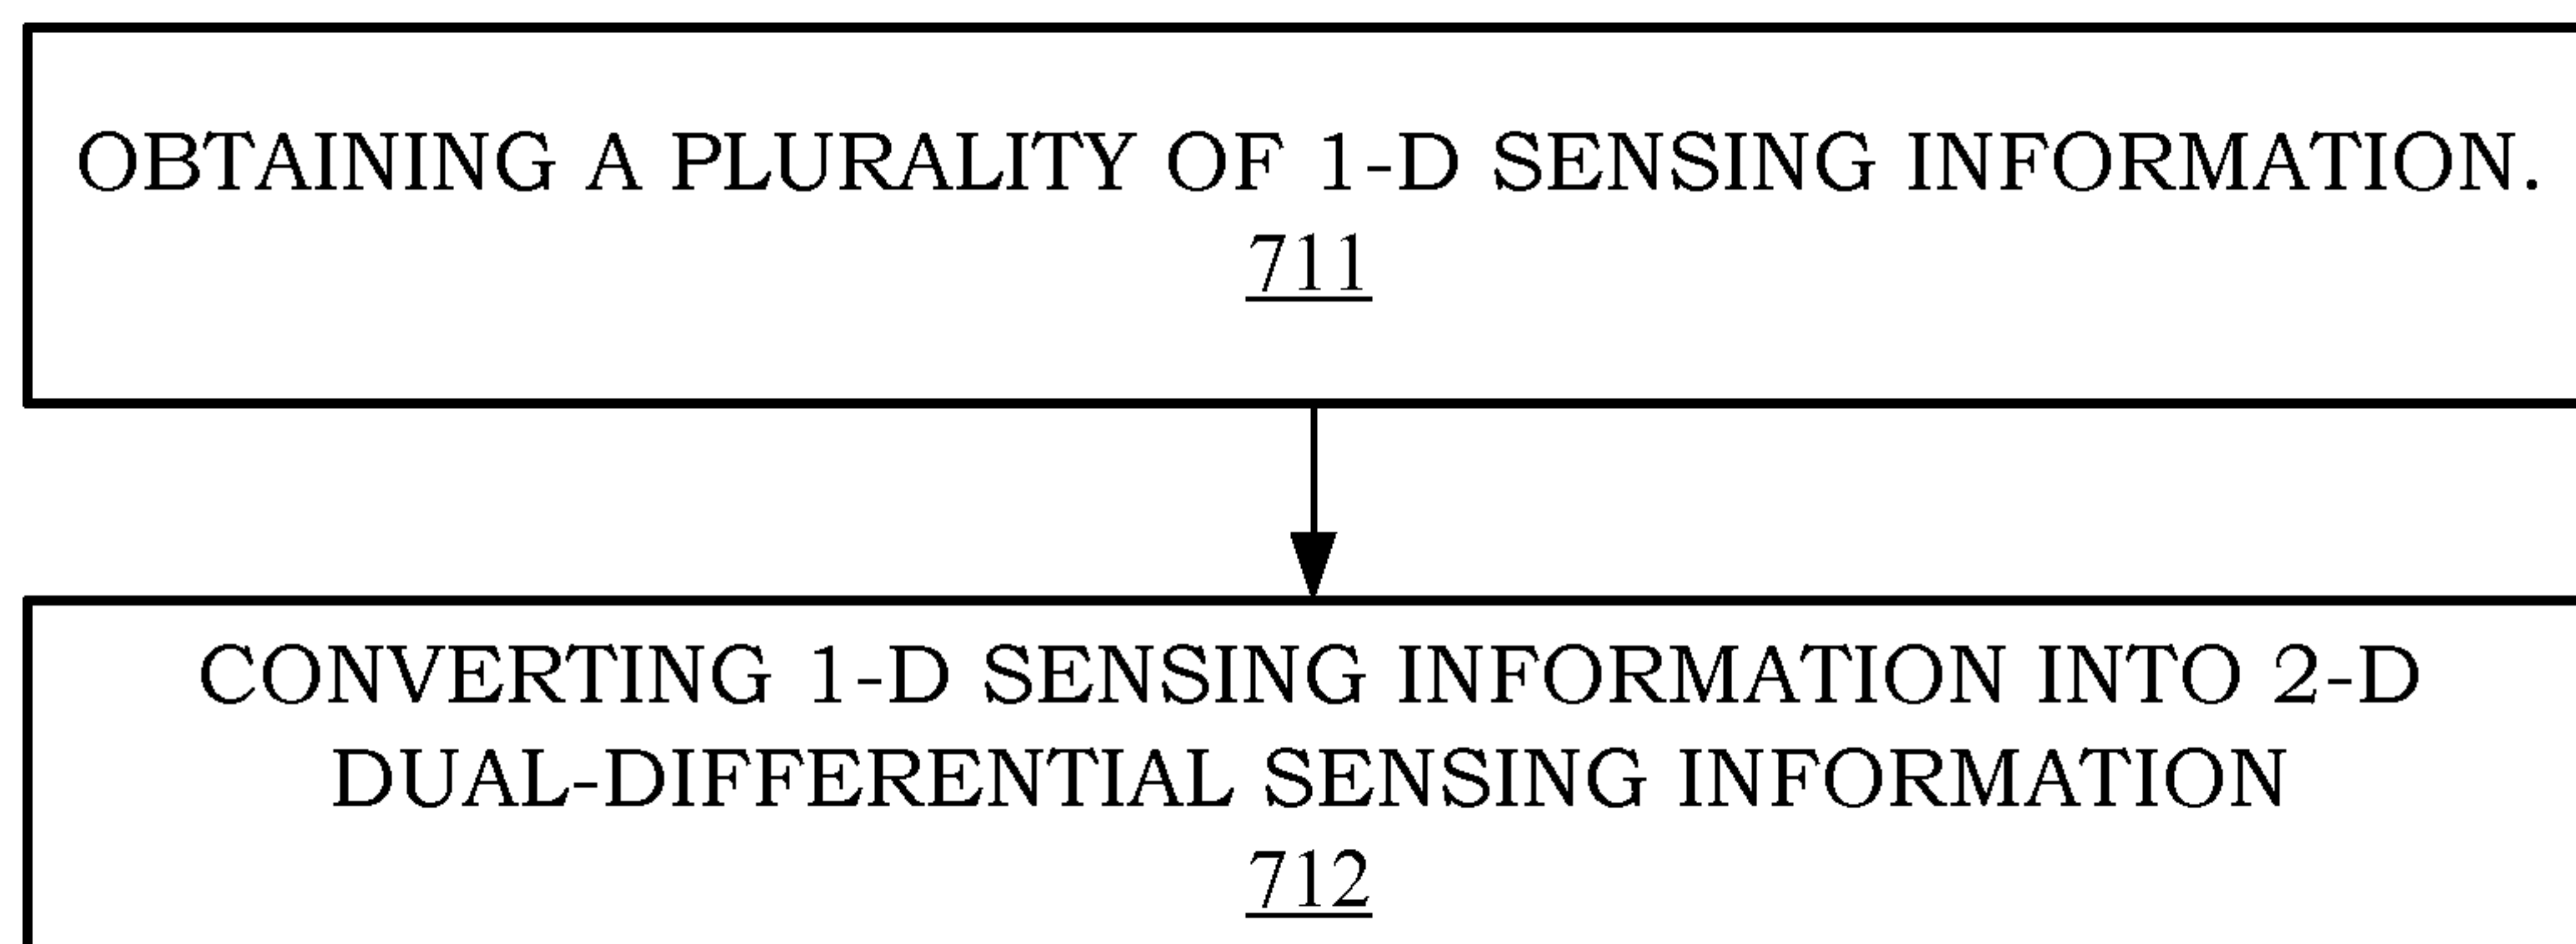 OBTAINING A PLURALITY OF 1-D SENSING INFORMATION.
711
CONVERTING 1-D SENSING INFORMATION INTO 2-D
DUAL-DIFFERENTIAL SENSING INFORMATION
712